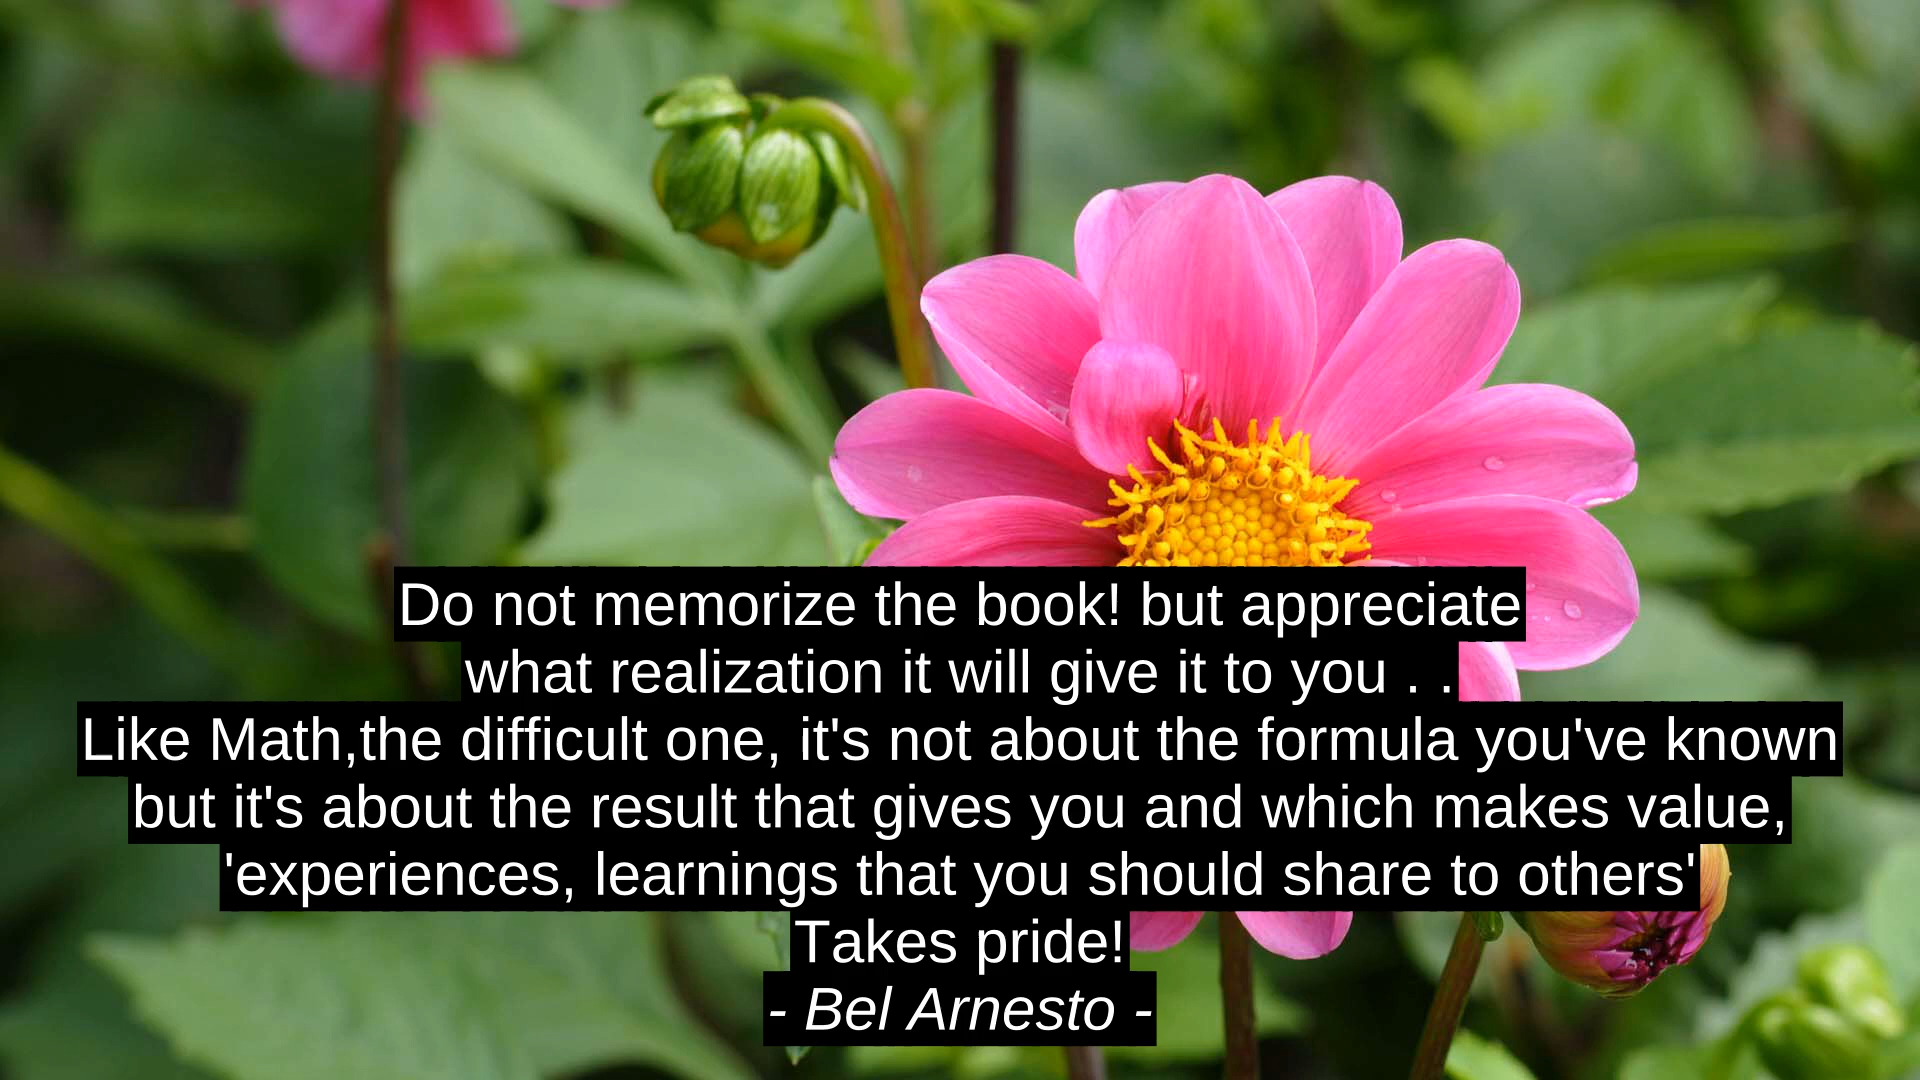 Do not memorize the book! but appreciate
what realization it will give it to you . .
Like Math,the difficult one, it's not about the formula you've known
but it's about the result that gives you and which makes value,
'experiences, learnings that you should share to others'
Takes pride!
- Bel Arnesto -